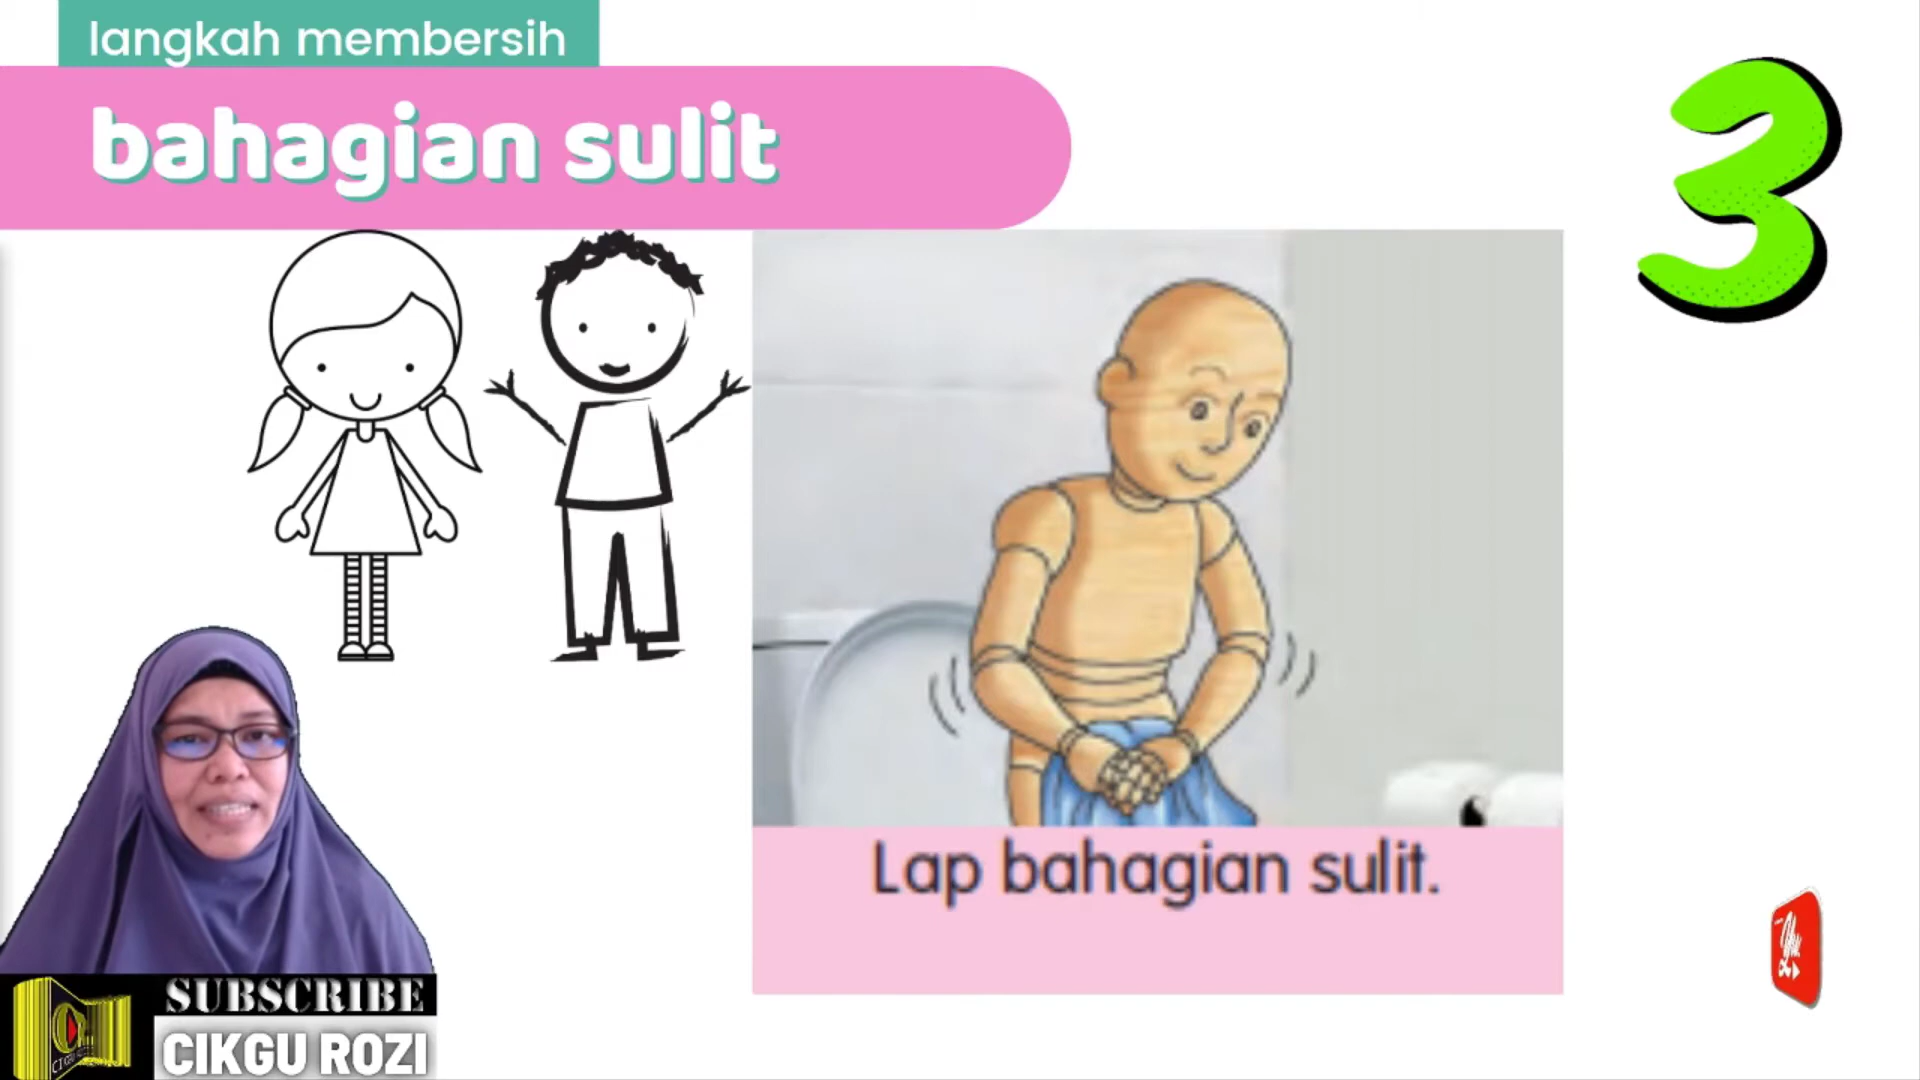 langkah membersih
bahagian sulit
3
Lap bahagian sulit.
SUBSCRIBE
CIKGU ROZI